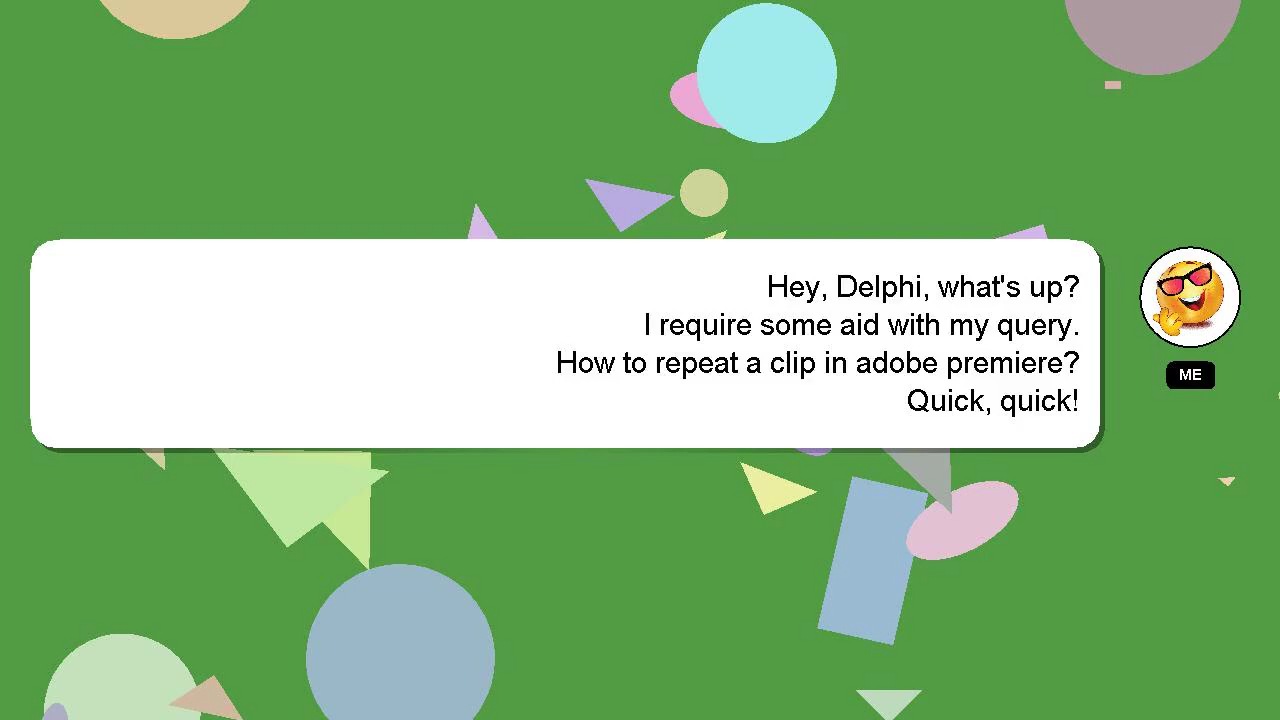 Hey, Delphi, what's up?
I require some aid with my query.
How to repeat a clip in adobe premiere?
Quick, quick!
ME